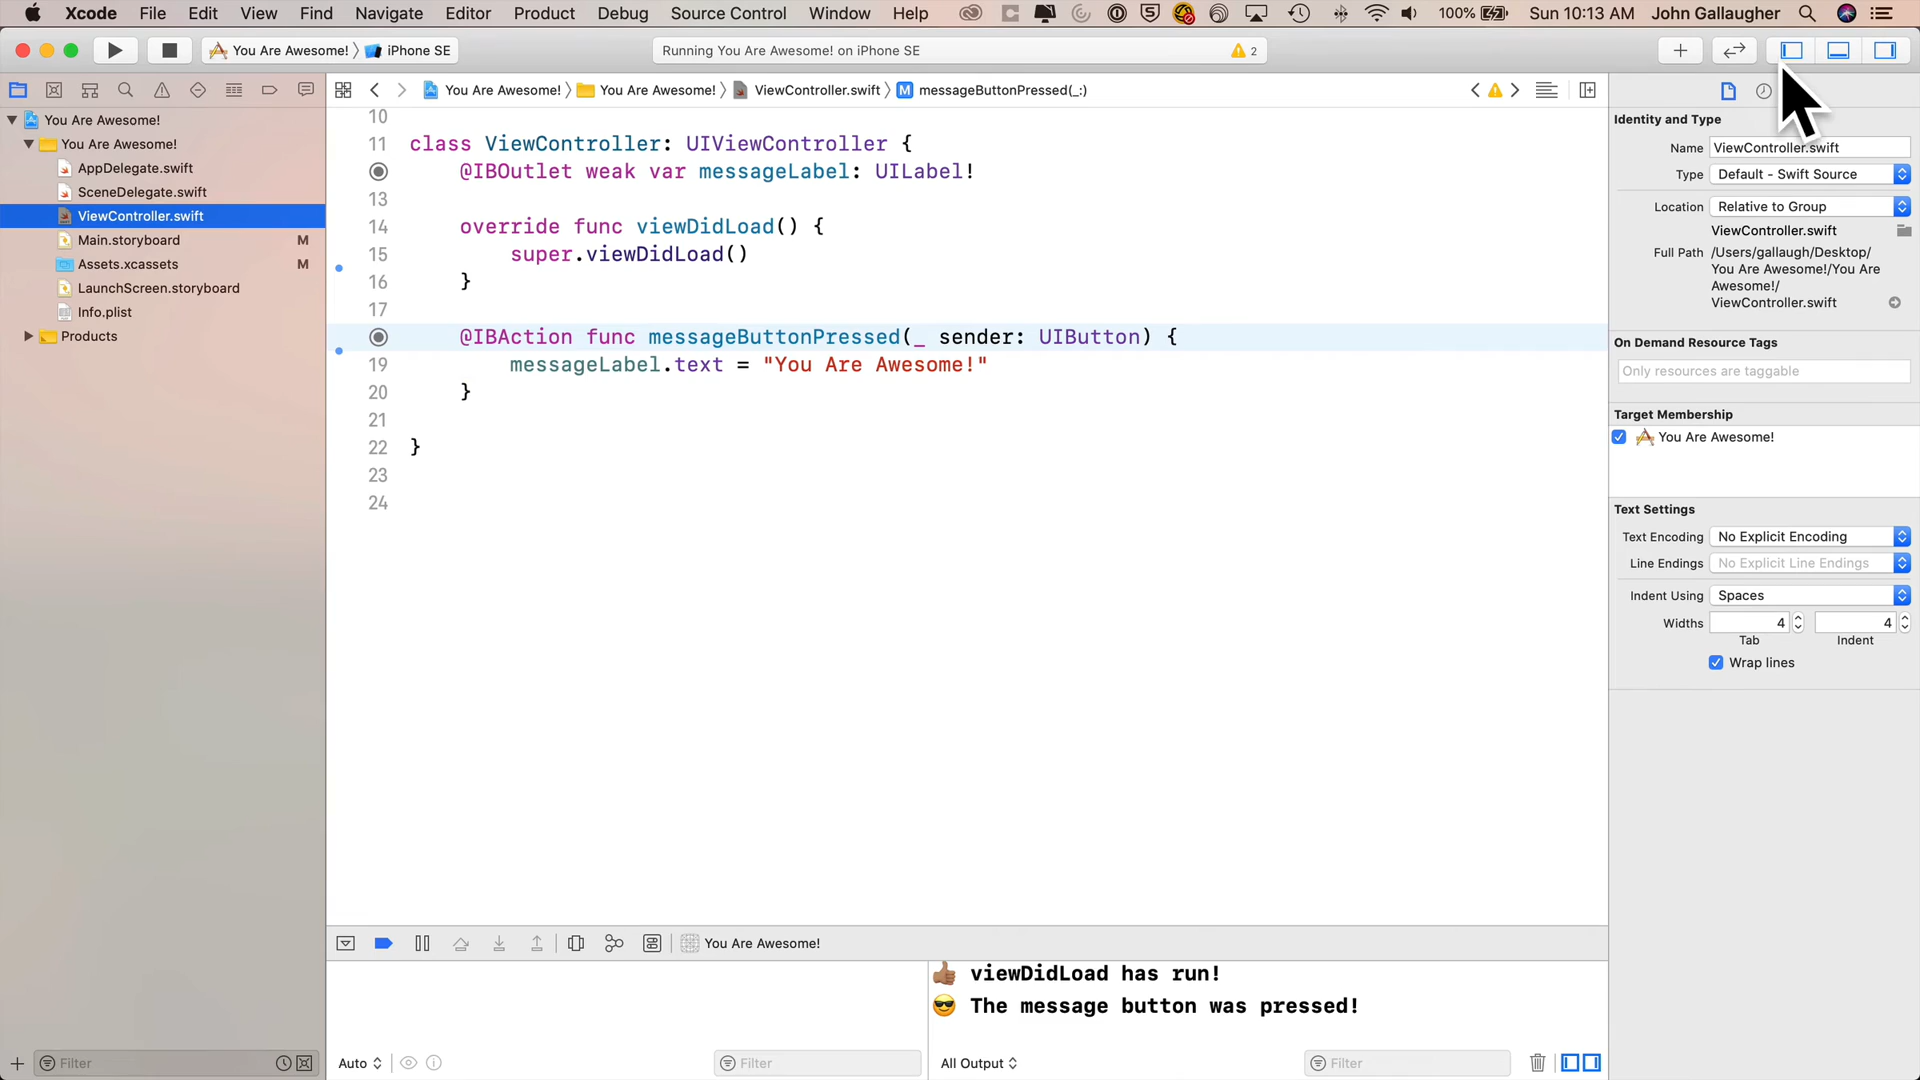 Xcode File Edit View Find Navigate Editor Product Debug Source Control Window Help 100% Sun 10:13 AM John Gallaugher
You Are Awesome! iPhone SE Running You Are Awesome! on iPhone SE 2
You Are Awesome! You Are Awesome! ViewController.swift M messageButtonPressed(_:)
You Are Awesome!
You Are Awesome!
AppDelegate.swift
SceneDelegate.swift
ViewController.swift
Main.storyboard M
Assets.xcassets M
LaunchScreen.storyboard
Info.plist
Products
Filter
10
11 class ViewController: UIViewController {
@IBOutlet weak var messageLabel: UILabel!
13
14 override func viewDidLoad() {
15 super.viewDidLoad()
16 }
17
@IBAction func messageButtonPressed(_ sender: UIButton) {
19 messageLabel.text = "You Are Awesome!"
20 }
21
22 }
23
24
You Are Awesome!
viewDidLoad has run!
The message button was pressed!
Auto Filter All Output Filter
Identity and Type
Name ViewController.swift
Type Default - Swift Source
Location Relative to Group
ViewController.swift
Full Path /Users/gallaugh/Desktop/
You Are Awesome!/You Are
Awesome!/
ViewController.swift
On Demand Resource Tags
Only resources are taggable
Target Membership
You Are Awesome!
Text Settings
Text Encoding No Explicit Encoding
Line Endings No Explicit Line Endings
Indent Using Spaces
Widths 4 4
Tab Indent
Wrap lines